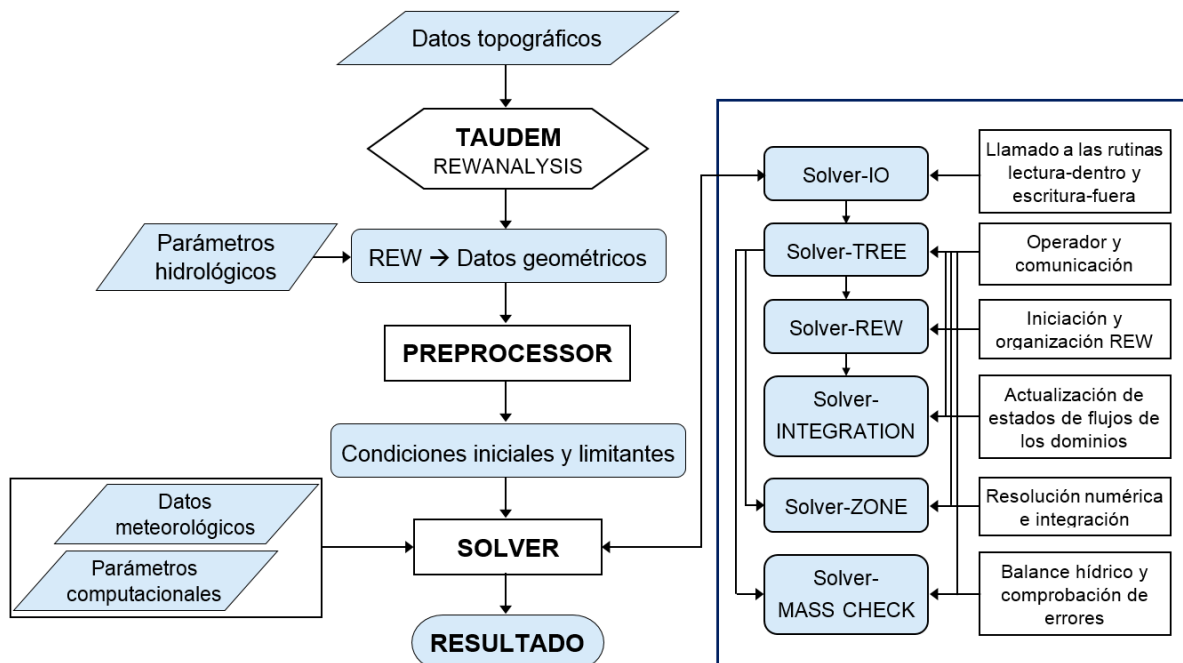 Datos topográficos
TAUDEM
REWANALYSIS
Parámetros
hidrológicos
REW → Datos geométricos
PREPROCESSOR
Condiciones iniciales y limitantes
Datos
meteorológicos
Parámetros
computacionales
SOLVER
RESULTADO
Solver-IO
Llamado a las rutinas
lectura-dentro y
escritura-fuera
Solver-TREE
Operador y
comunicación
Solver-REW
Iniciación y
organización REW
Solver-
INTEGRATION
Actualización de
estados de flujos de
los dominios
Solver-ZONE
Resolución numérica
e integración
Solver-
MASS CHECK
Balance hídrico y
comprobación de
errores